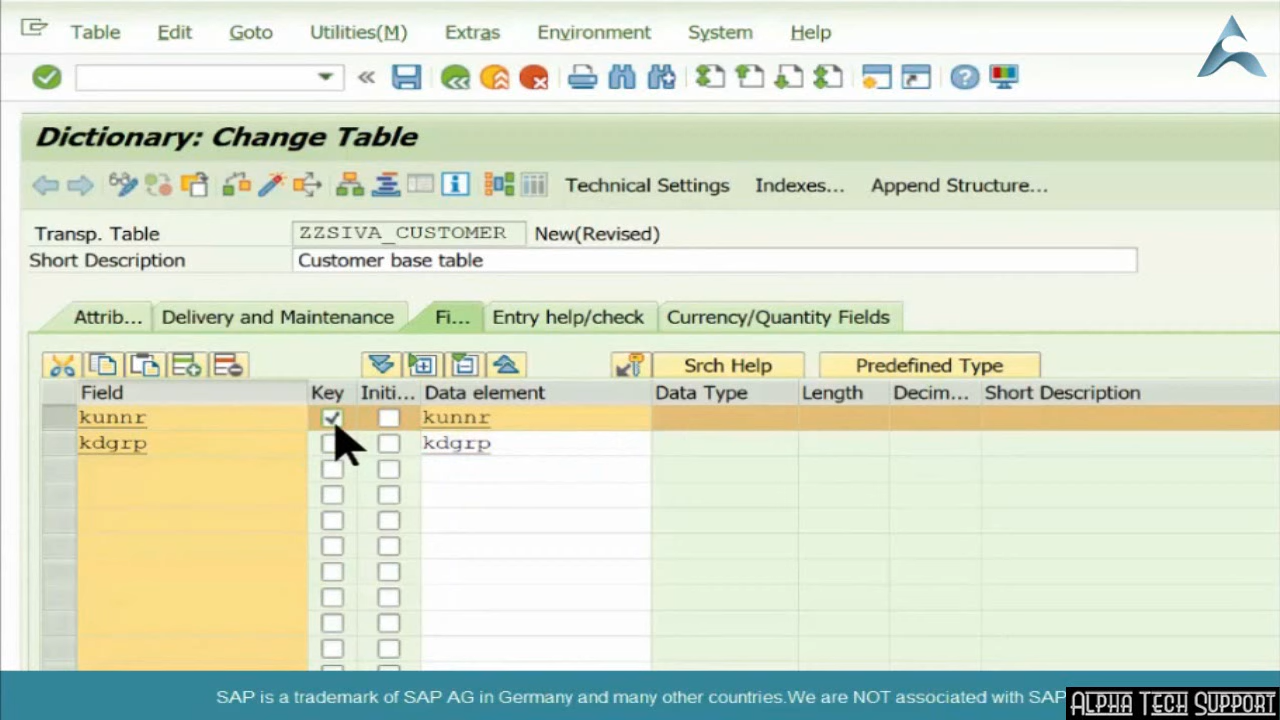 Table Edit Goto Utilities(M) Extras Environment System Help
Dictionary: Change Table
Technical Settings Indexes... Append Structure...
Transp. Table ZZSIVA_CUSTOMER New(Revised)
Short Description Customer base table
Attrib... Delivery and Maintenance Fi... Entry help/check Currency/Quantity Fields
Srch Help Predefined Type
Field Key Initi... Data element Data Type Length Decim... Short Description
kunnr kunnr
kdgrp kdgrp
SAP is a trademark of SAP AG in Germany and many other countries.We are NOT associated with SAP
ALPHA TECH SUPPORT